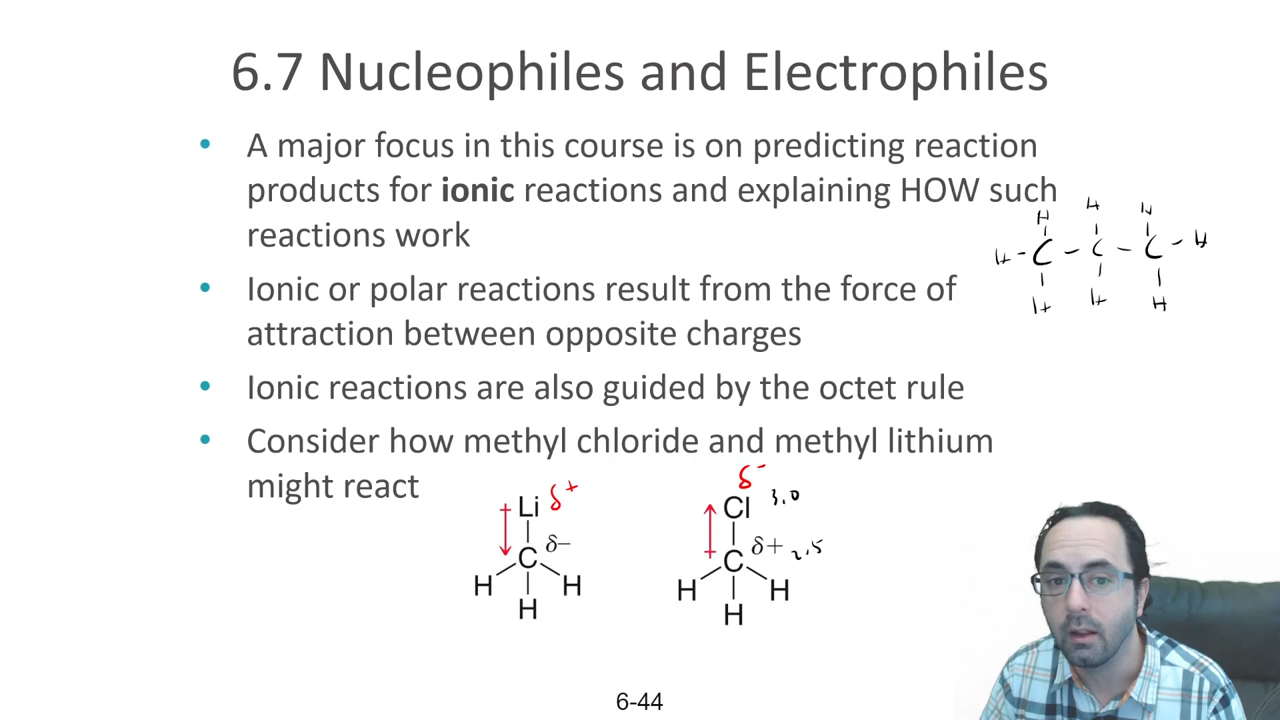 6.7 Nucleophiles and Electrophiles
• A major focus in this course is on predicting reaction
products for ionic reactions and explaining HOW such
reactions work
H H H
H - C - C - C - H
H H H
• Ionic or polar reactions result from the force of
attraction between opposite charges
• Ionic reactions are also guided by the octet rule
• Consider how methyl chloride and methyl lithium
might react
Li δ+
C δ−
H H
H
δ-
Cl 3.0
C δ+ 2.5
H H
H
6-44